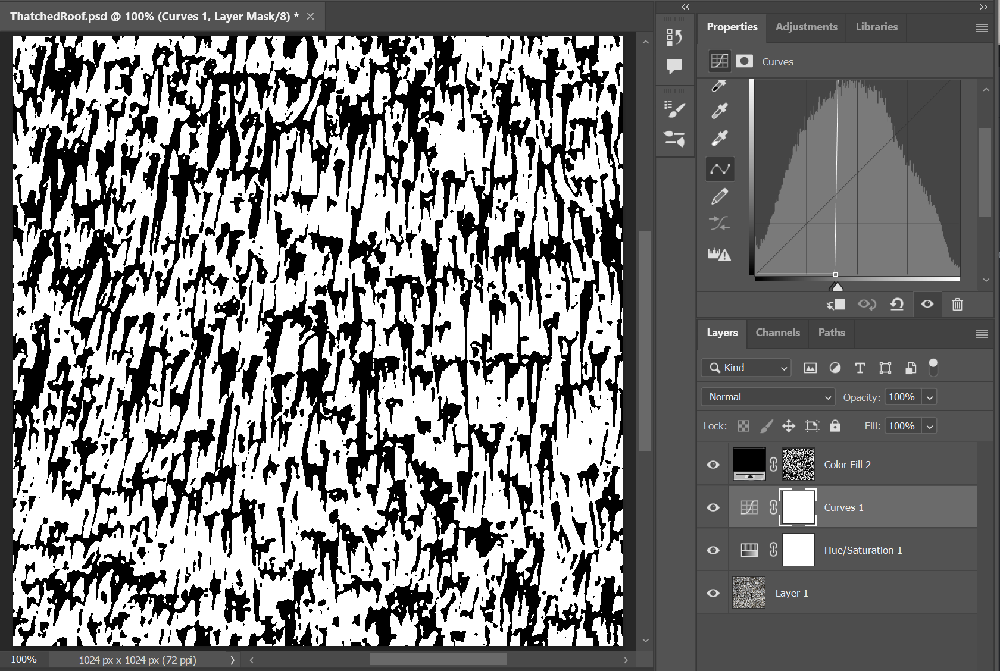 ThatchedRoof.psd @ 100% (Curves 1, Layer Mask/8) *
Properties
Adjustments
Libraries
Curves
Layers
Channels
Paths
Kind
Normal
Opacity: 100%
Lock:
Fill: 100%
Color Fill 2
Curves 1
Hue/Saturation 1
Layer 1
100%
1024 px x 1024 px (72 ppi)